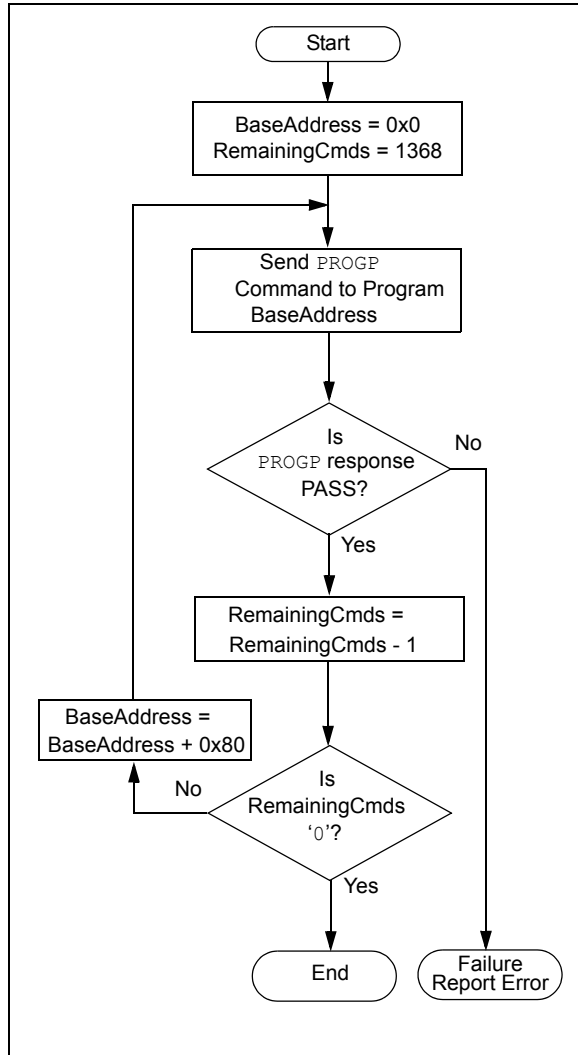 Start
BaseAddress = 0x0
RemainingCmds = 1368
Send PROGP
Command to Program
BaseAddress
Is
PROGP response
PASS?
No
Yes
RemainingCmds =
RemainingCmds - 1
BaseAddress =
BaseAddress + 0x80
No
Is
RemainingCmds
‘0’?
Yes
End
Failure
Report Error